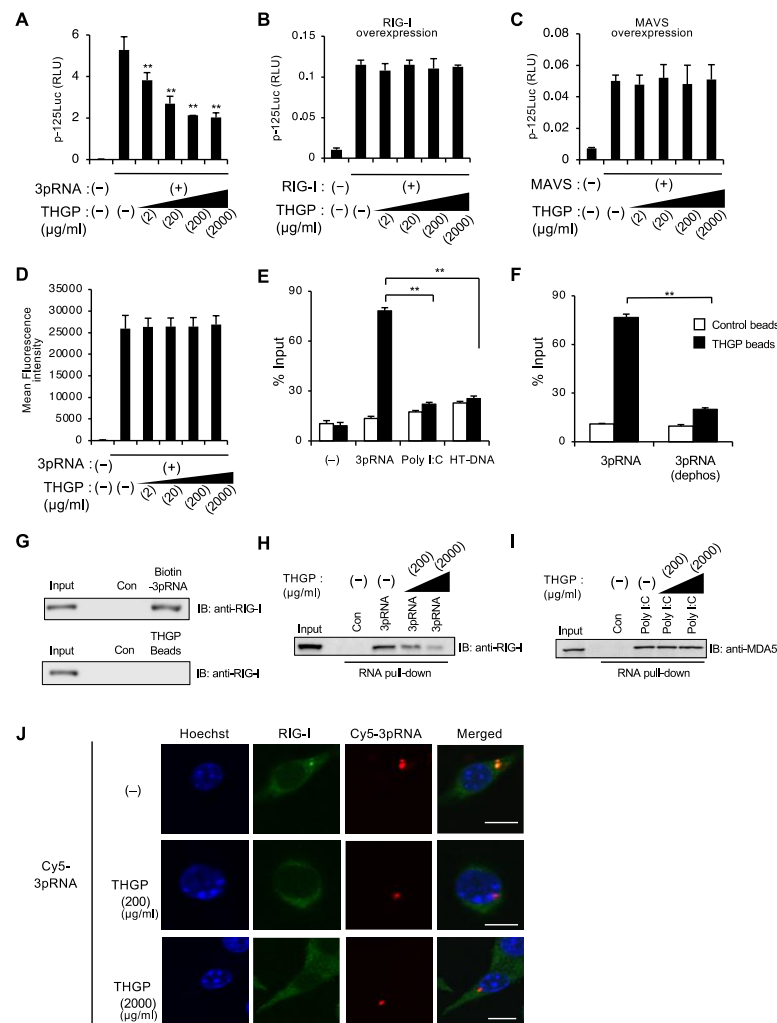 A
p-125Luc (RLU)
6
4
2
0
**
**
**
**
3pRNA : (−) (+)
THGP : (−) (−) (2) (20) (200) (2000)
(μg/ml)
B
RIG-I
overexpression
p-125Luc (RLU)
0.15
0.1
0.05
0
RIG-I : (−) (+)
THGP : (−) (−) (2) (20) (200) (2000)
(μg/ml)
C
MAVS
overexpression
p-125Luc (RLU)
0.08
0.06
0.04
0.02
0
MAVS : (−) (+)
THGP : (−) (−) (2) (20) (200) (2000)
(μg/ml)
D
Mean Fluorescence
intensity
35000
30000
25000
20000
15000
10000
5000
0
3pRNA : (−) (+)
THGP : (−) (−) (2) (20) (200) (2000)
(μg/ml)
E
% Input
90
60
30
0
**
**
(−) 3pRNA Poly I:C HT-DNA
F
% Input
90
60
30
0
**
Control beads
THGP beads
3pRNA 3pRNA
(dephos)
G
Input Con Biotin
-3pRNA
IB: anti-RIG-I
Input Con THGP
Beads
IB: anti-RIG-I
H
THGP : (−) (−) (200) (2000)
(μg/ml)
Input Con 3pRNA 3pRNA 3pRNA
IB: anti-RIG-I
RNA pull-down
I
THGP : (−) (−) (200) (2000)
(μg/ml)
Input Con Poly I:C Poly I:C Poly I:C
IB: anti-MDA5
RNA pull-down
J
Hoechst RIG-I Cy5-3pRNA Merged
(−)
Cy5-
3pRNA
THGP
(200)
(μg/ml)
THGP
(2000)
(μg/ml)